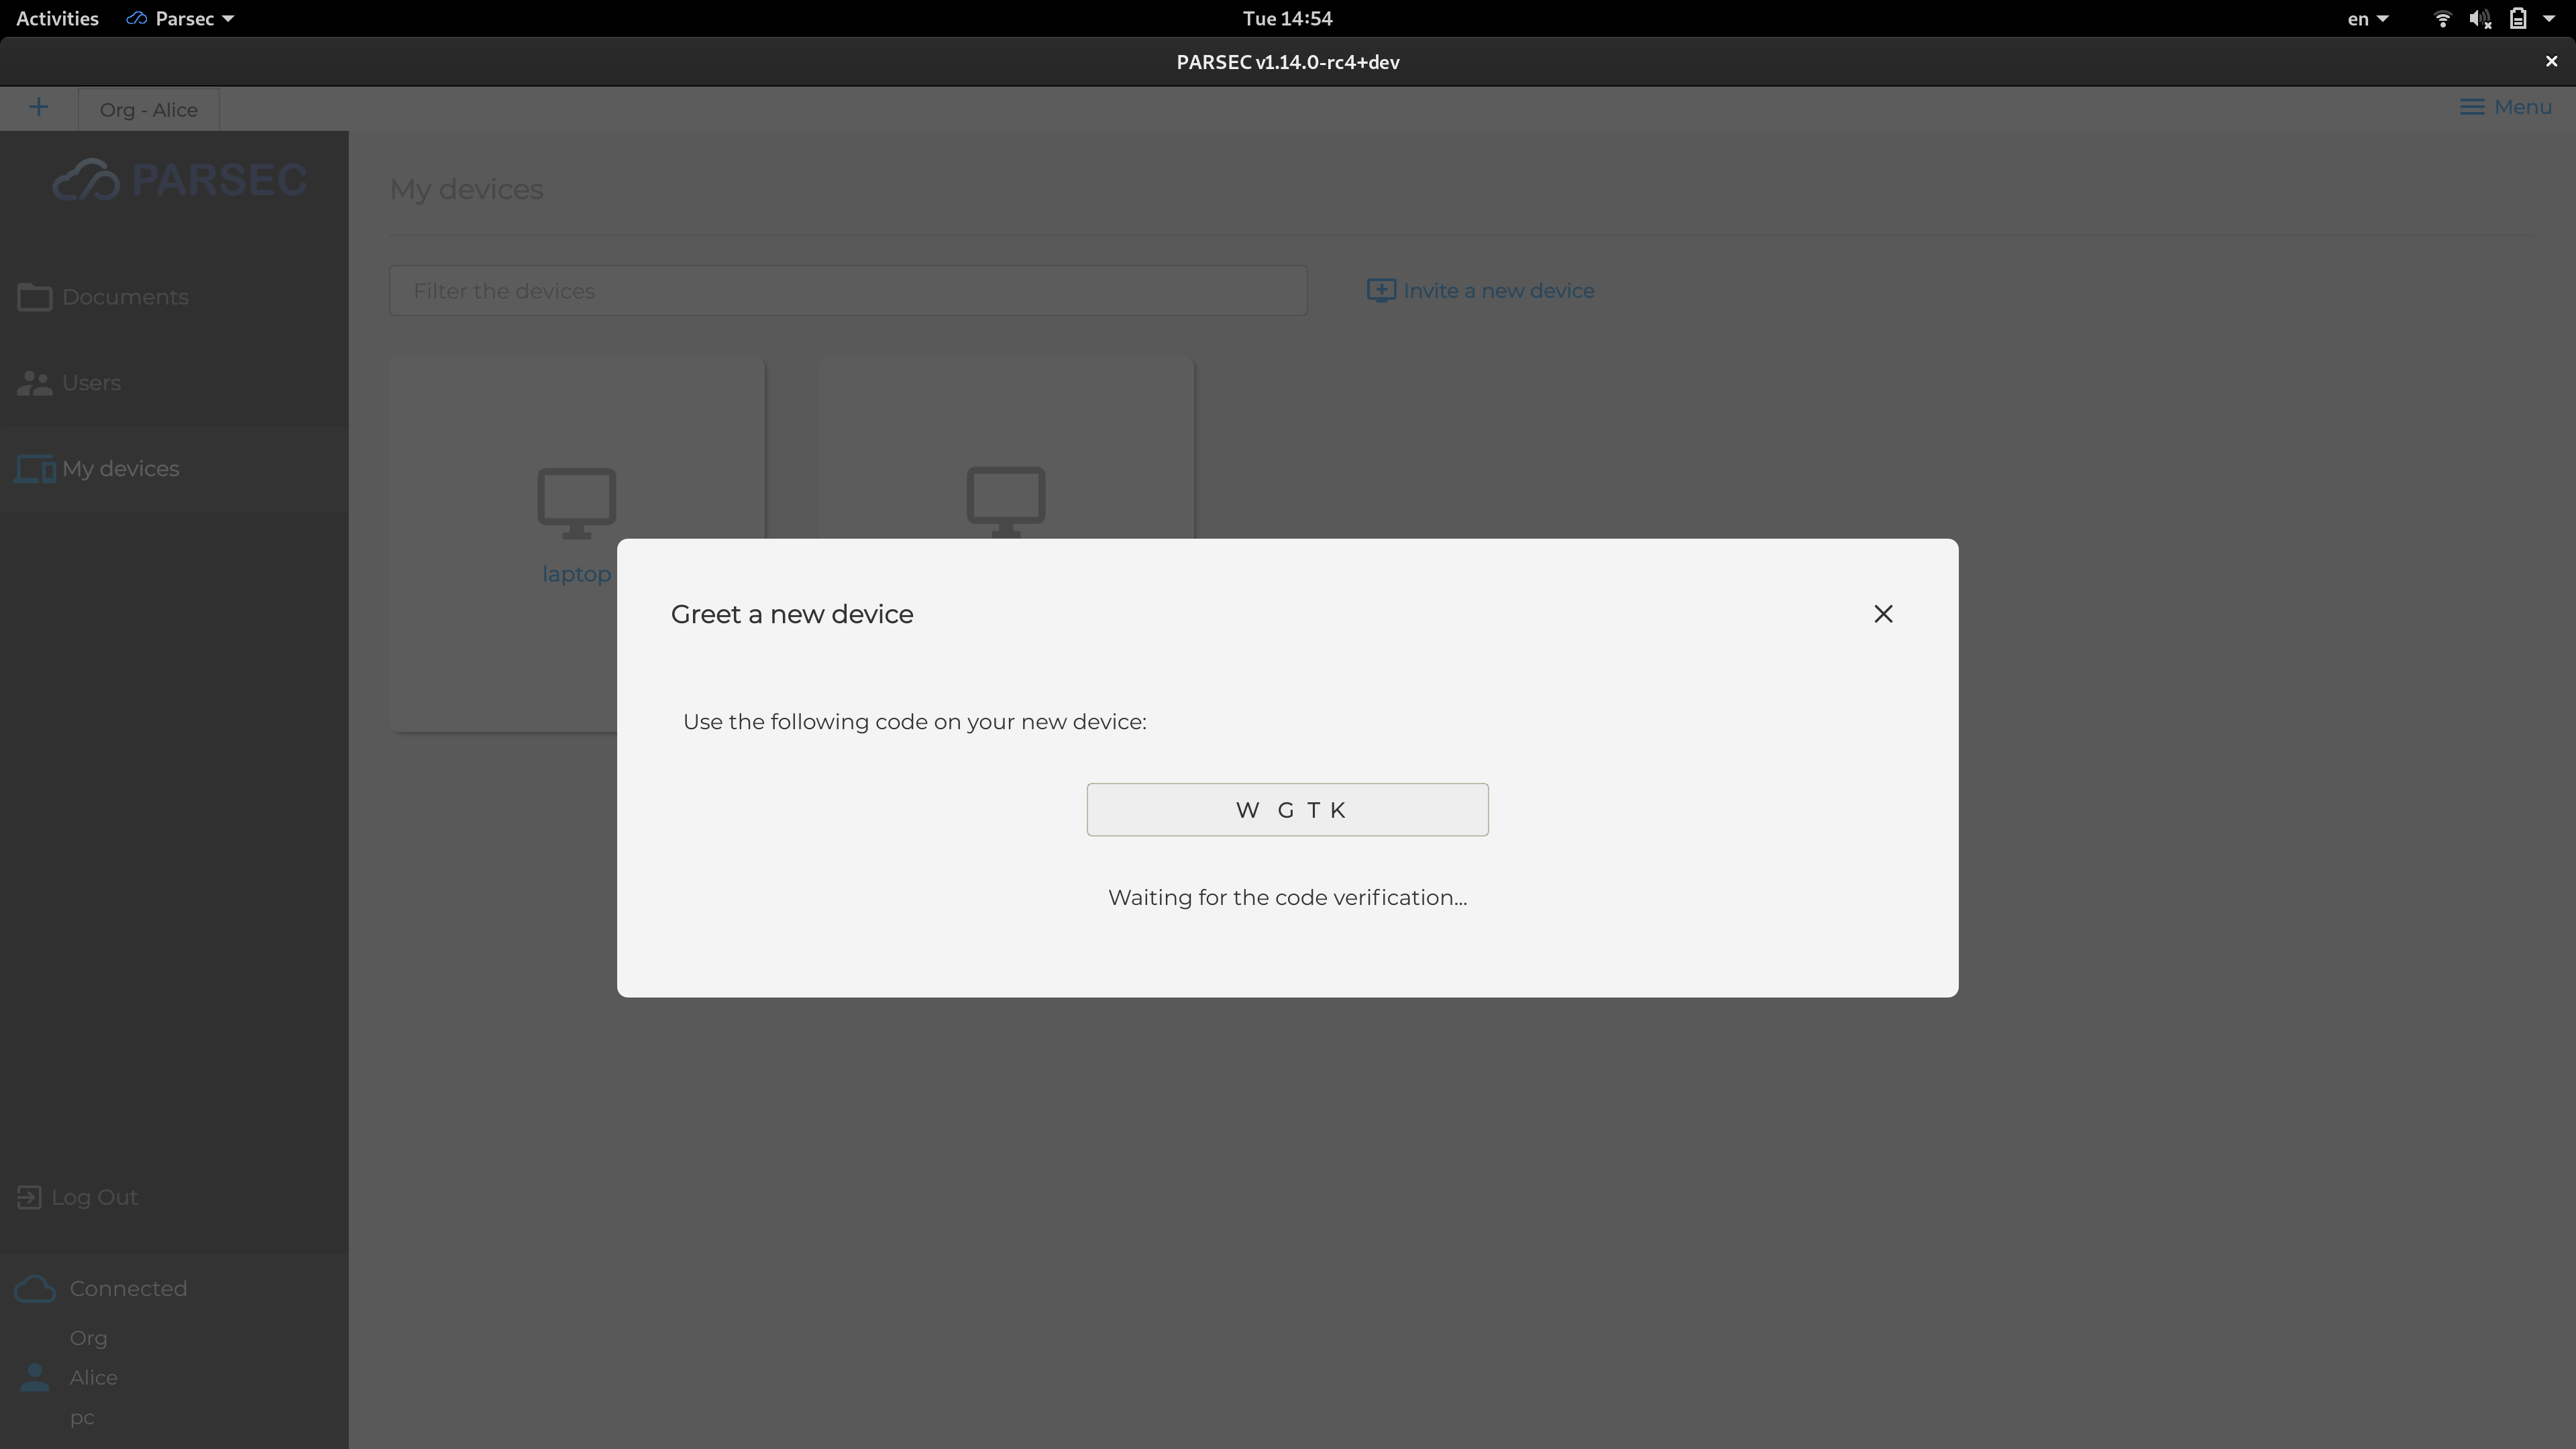 Activities Parsec Tue 14:54 en
PARSEC v1.14.0-rc4+dev
+ Org - Alice Menu
PARSEC
My devices
Filter the devices Invite a new device
Documents
Users
My devices
laptop
Greet a new device
Use the following code on your new device:
W G T K
Waiting for the code verification...
Log Out
Connected
Org
Alice
pc